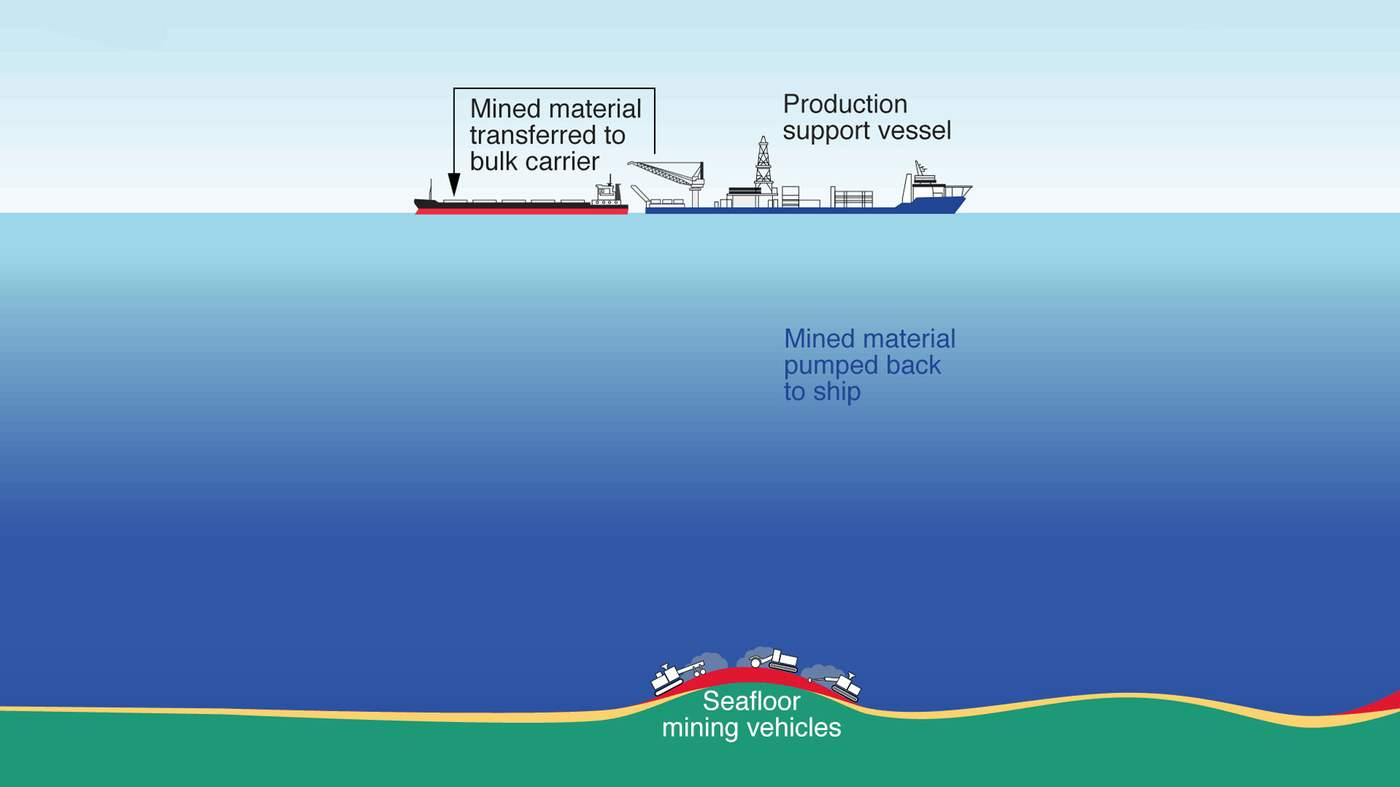 Mined material
transferred to
bulk carrier
Production
support vessel
Mined material
pumped back
to ship
Seafloor
mining vehicles